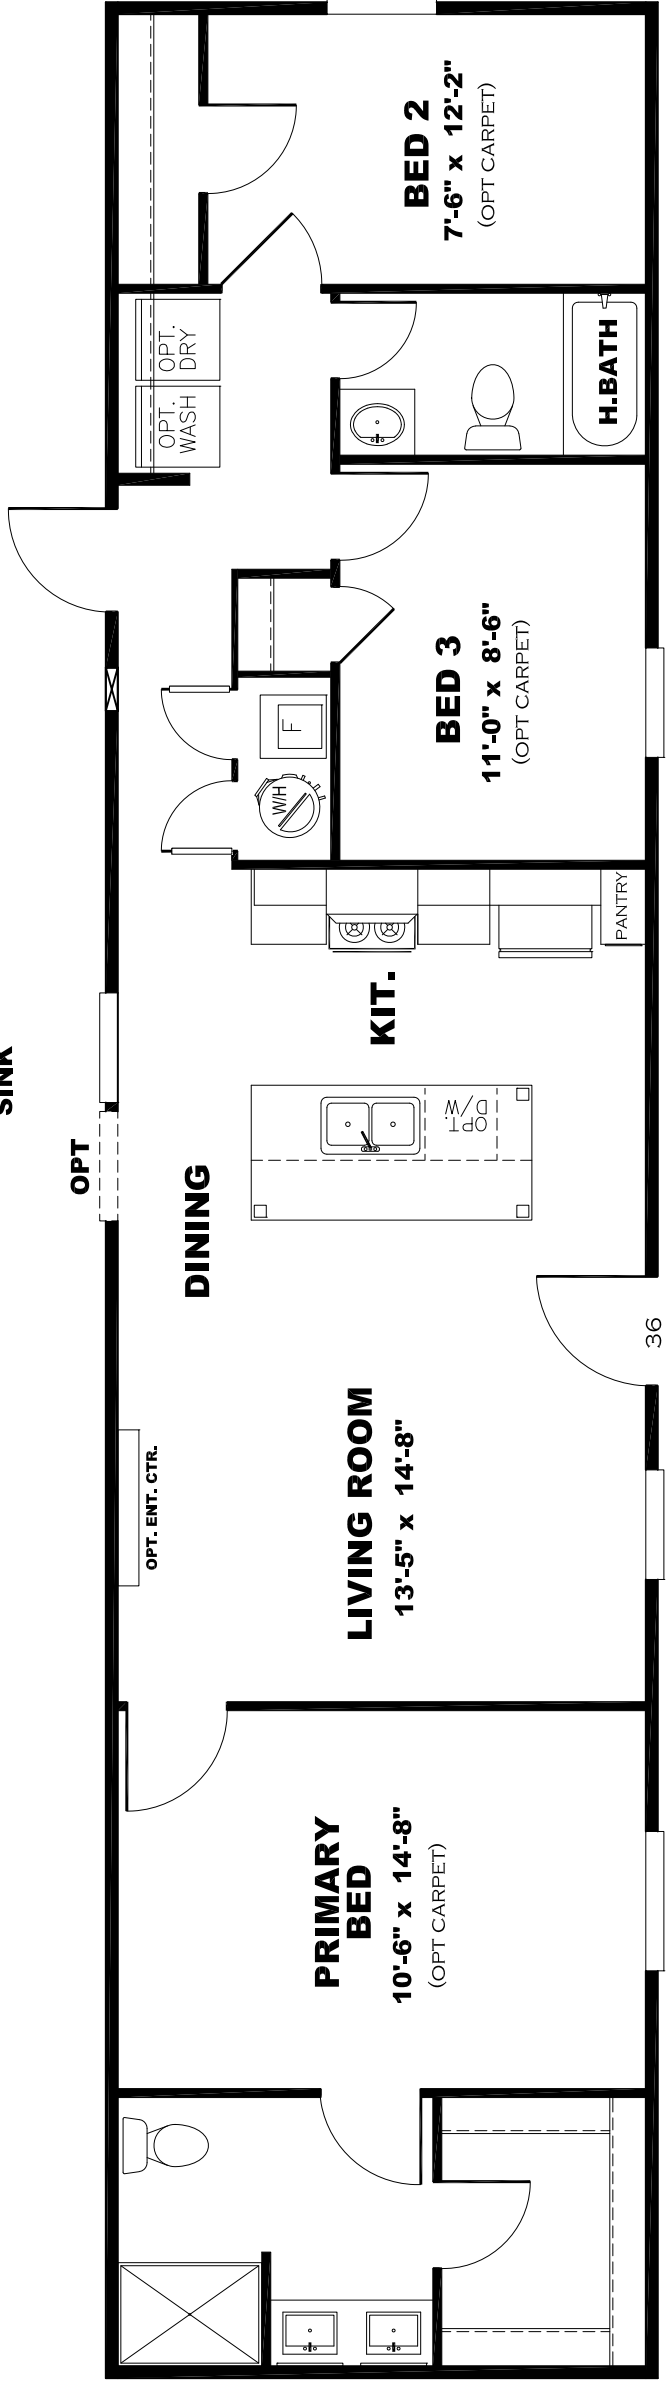 BED 2
7'-6" x 12'-2"
(OPT CARPET)
OPT.
DRY
OPT.
WASH
H.BATH
BED 3
11'-0" x 8'-6"
(OPT CARPET)
F
W/H
PANTRY
KIT.
SINK
OPT
OPT.
D/W
DINING
36
LIVING ROOM
13'-5" x 14'-8"
OPT. ENT. CTR.
PRIMARY
BED
10'-6" x 14'-8"
(OPT CARPET)